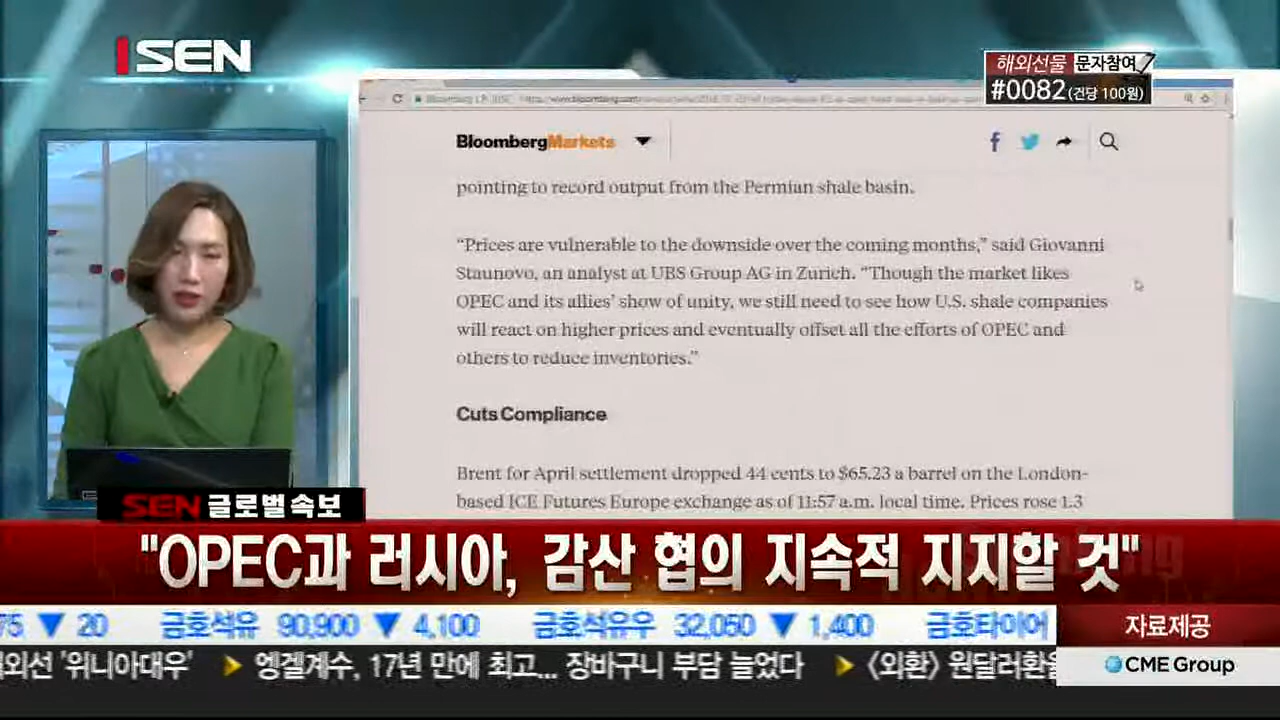 SEN
해외선물 문자참여
#0082(건당 100원)
BloombergMarkets
pointing to record output from the Permian shale basin.
“Prices are vulnerable to the downside over the coming months,” said Giovanni
Staunovo, an analyst at UBS Group AG in Zurich. “Though the market likes
OPEC and its allies’ show of unity, we still need to see how U.S. shale companies
will react on higher prices and eventually offset all the efforts of OPEC and
others to reduce inventories.”
Cuts Compliance
Brent for April settlement dropped 44 cents to $65.23 a barrel on the London-
based ICE Futures Europe exchange as of 11:57 a.m. local time. Prices rose 1.3
SEN 글로벌속보
"OPEC과 러시아, 감산 협의 지속적 지지할 것"
75 ▼ 20 금호석유 90,900 ▼ 4,100 금호석유우 32,050 ▼ 1,400 금호타이어
자료제공
외선 '위니아대우' ▶ 엥겔계수, 17년 만에 최고... 장바구니 부담 늘었다 ▶ 〈외환〉 원달러환율
CME Group